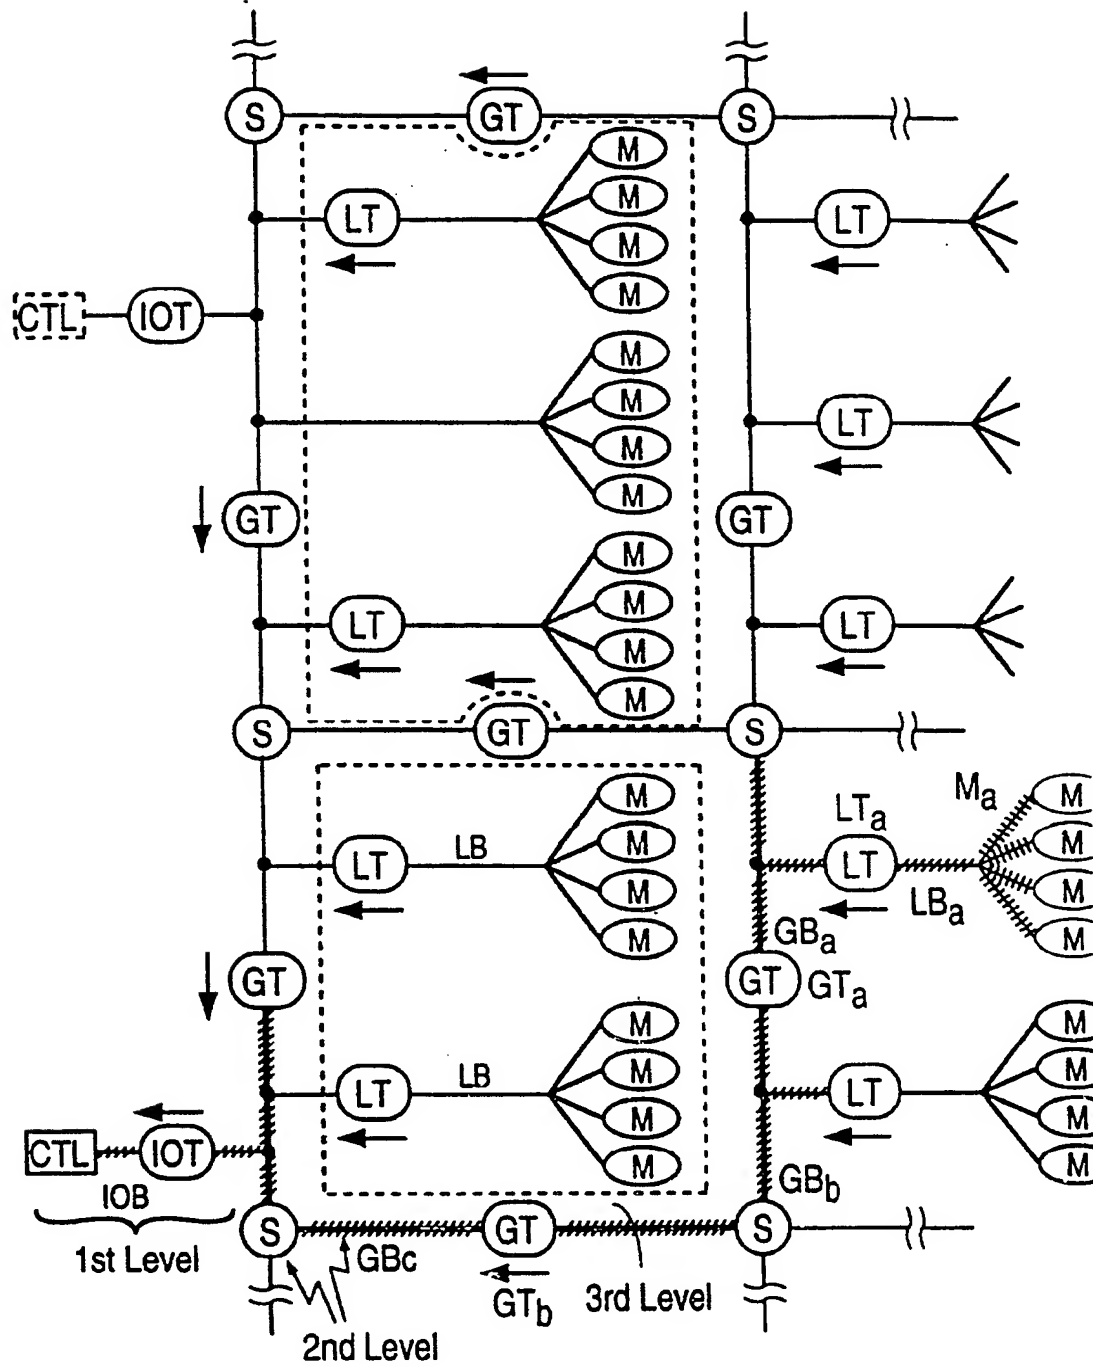 S GT S
M
LT M LT
M
M
CTL IOT
M
M LT
M
M
GT GT
M
LT M LT
M
M
S GT S
M M
LT LB M LTa LT Ma M
M LBa M
M M
GBa
GT GT GTa
M M
LT LB M LT M
M M
M M
CTL IOT
IOB
GBb
S GT S
1st Level GBc GTb 3rd Level
2nd Level